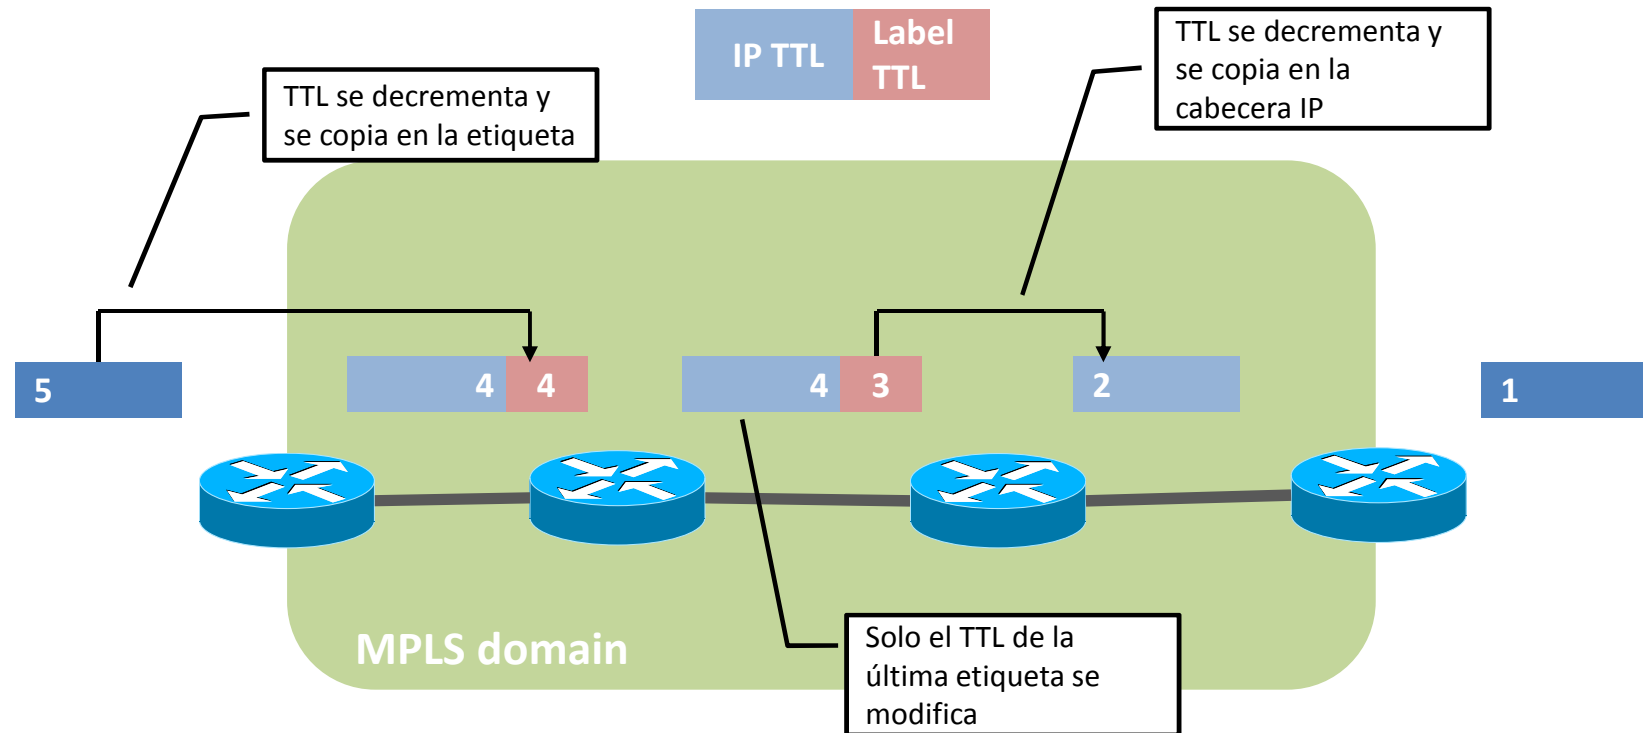 IP TTL
Label
TTL
TTL se decrementa y
se copia en la
cabecera IP
TTL se decrementa y
se copia en la etiqueta
5
4
4
4
3
2
1
MPLS domain
Solo el TTL de la
última etiqueta se
modifica